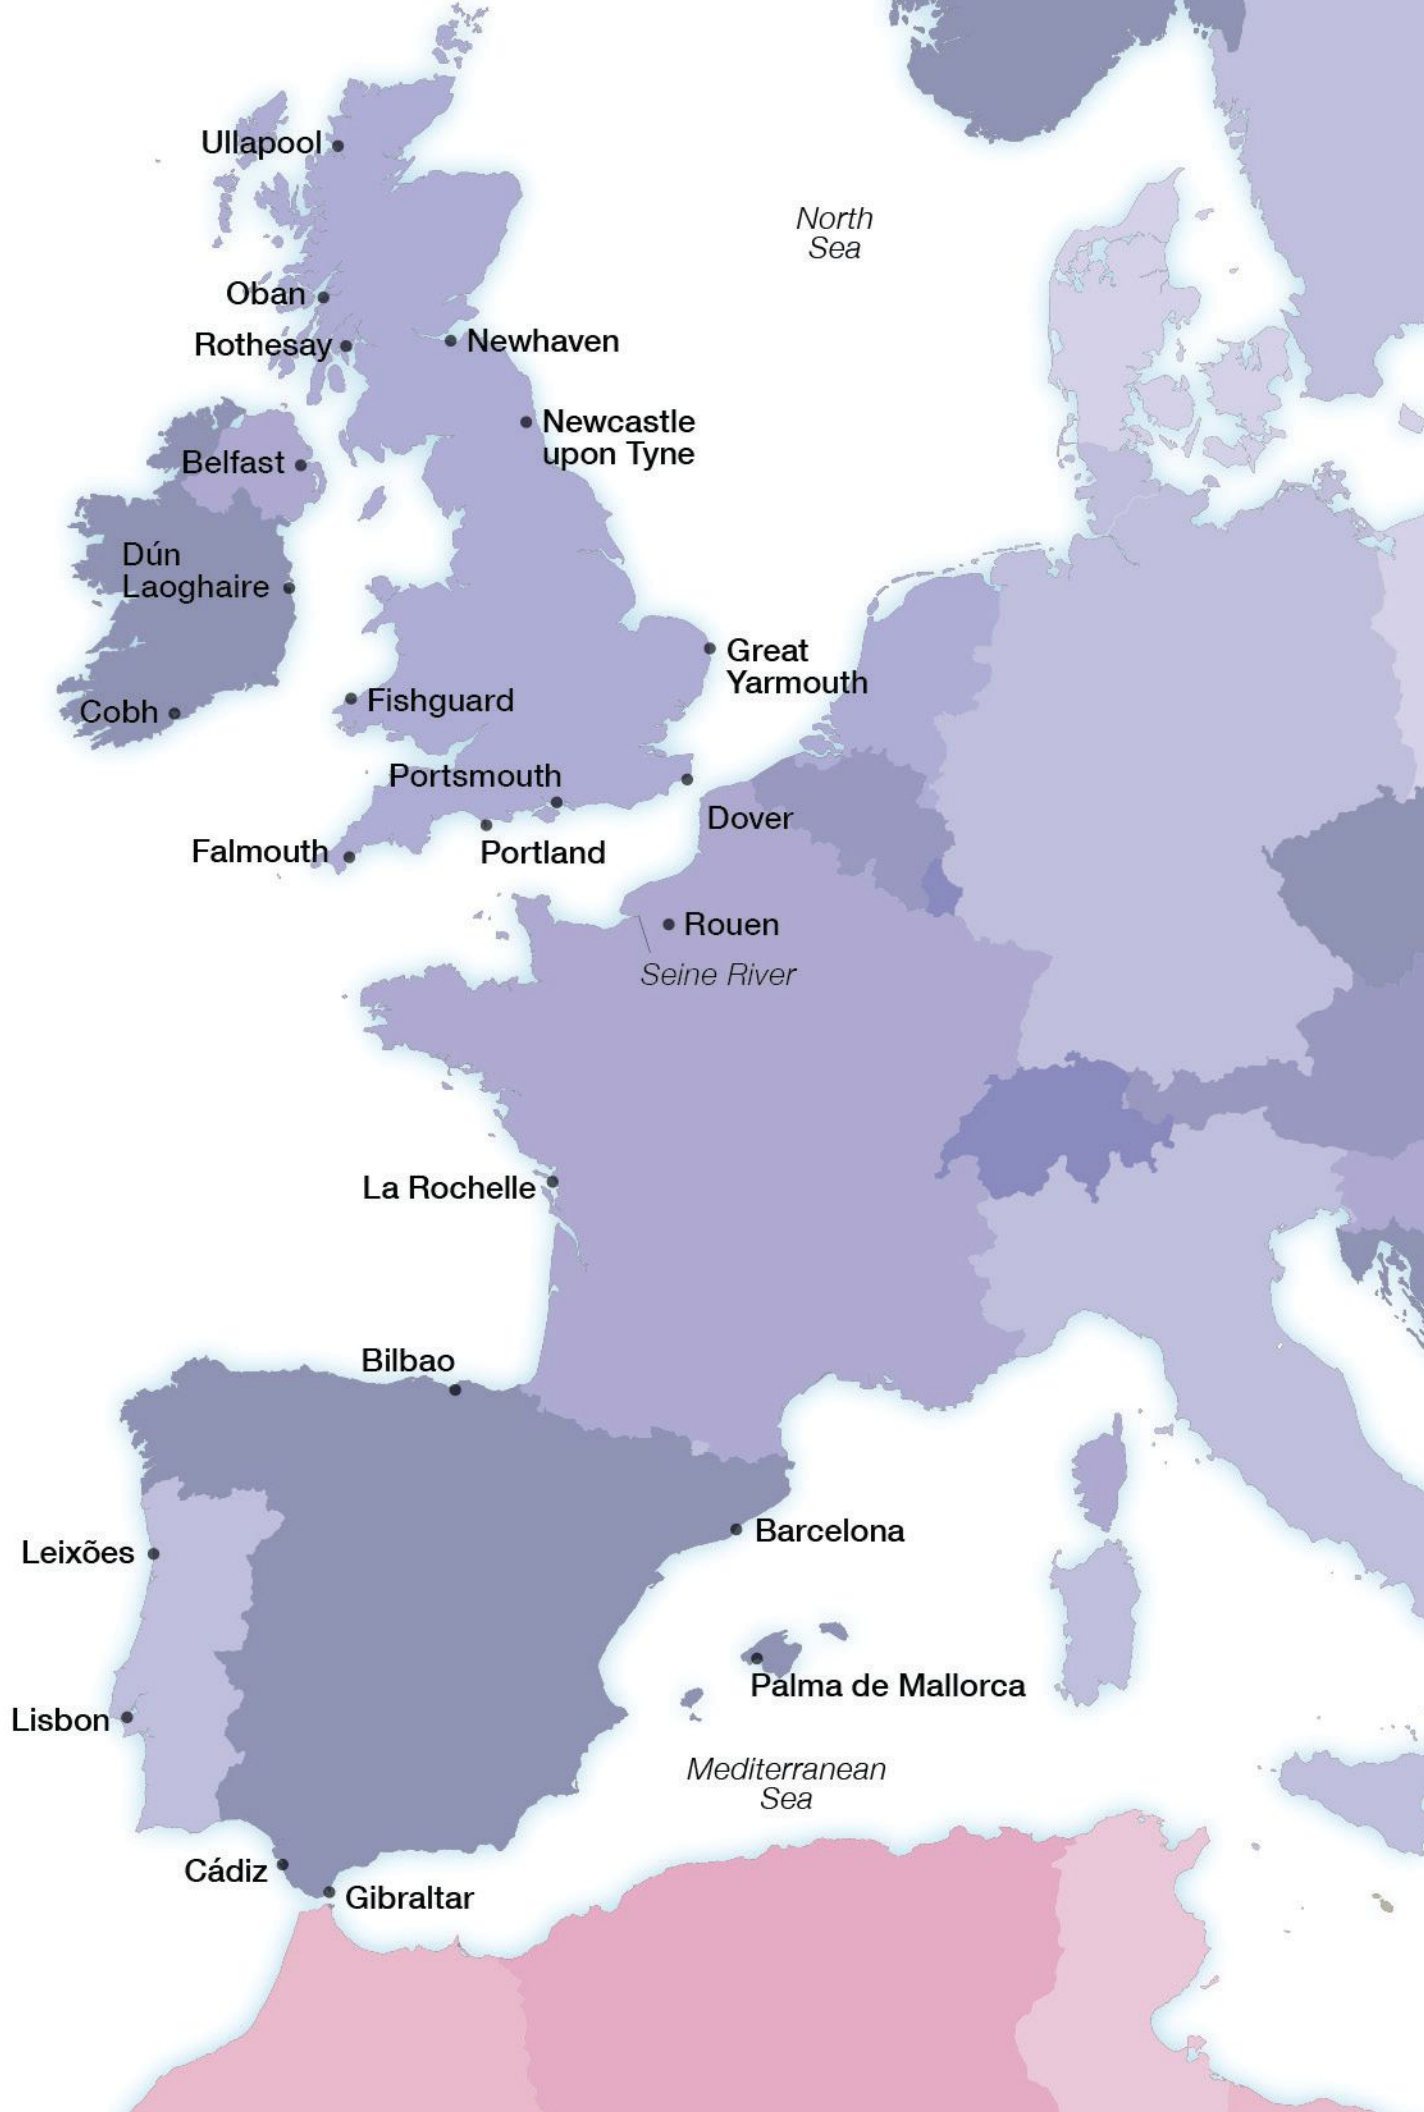 Ullapool
North
Sea
Oban
Rothesay
Newhaven
Newcastle
upon Tyne
Belfast
Dún
Laoghaire
Great
Yarmouth
Fishguard
Cobh
Portsmouth
Dover
Falmouth
Portland
Rouen
Seine River
La Rochelle
Bilbao
Barcelona
Leixões
Palma de Mallorca
Lisbon
Mediterranean
Sea
Cádiz
Gibraltar